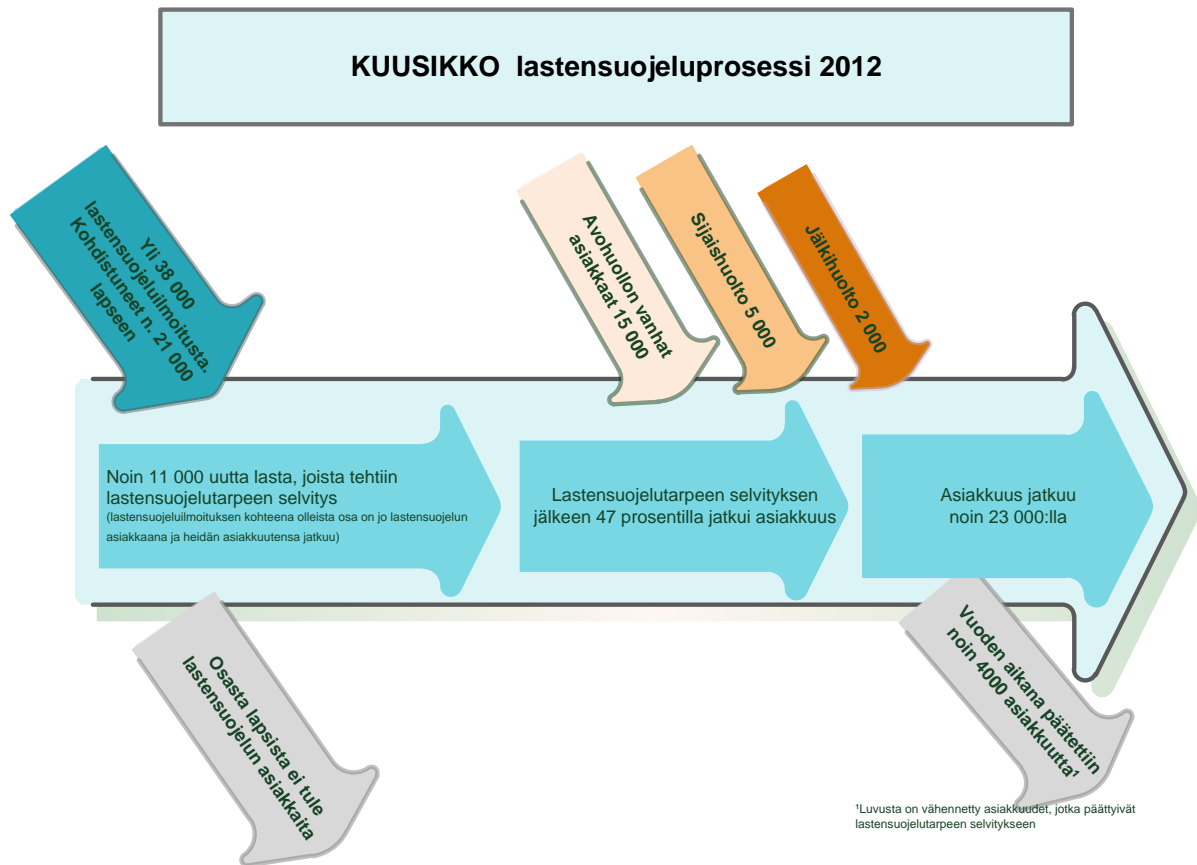 KUUSIKKO lastensuojeluprosessi 2012
Yli 38 000
lastensuojeluilmoitusta.
Kohdistuneet n. 21 000
lapseen
Avohuollon vanhat
asiakkaat 15 000
Sijaishuolto 5 000
Jälkihuolto 2 000
Noin 11 000 uutta lasta, joista tehtiin
lastensuojelutarpeen selvitys
(lastensuojeluilmoituksen kohteena olleista osa on jo lastensuojelun
asiakkaana ja heidän asiakkuutensa jatkuu)
Lastensuojelutarpeen selvityksen
jälkeen 47 prosentilla jatkui asiakkuus
Asiakkuus jatkuu
noin 23 000:lla
Osasta lapsista ei tule
lastensuojelun asiakkaita
Vuoden aikana päätettiin
noin 4000 asiakkuutta¹
¹Luvusta on vähennetty asiakkuudet, jotka päättyivät
lastensuojelutarpeen selvitykseen